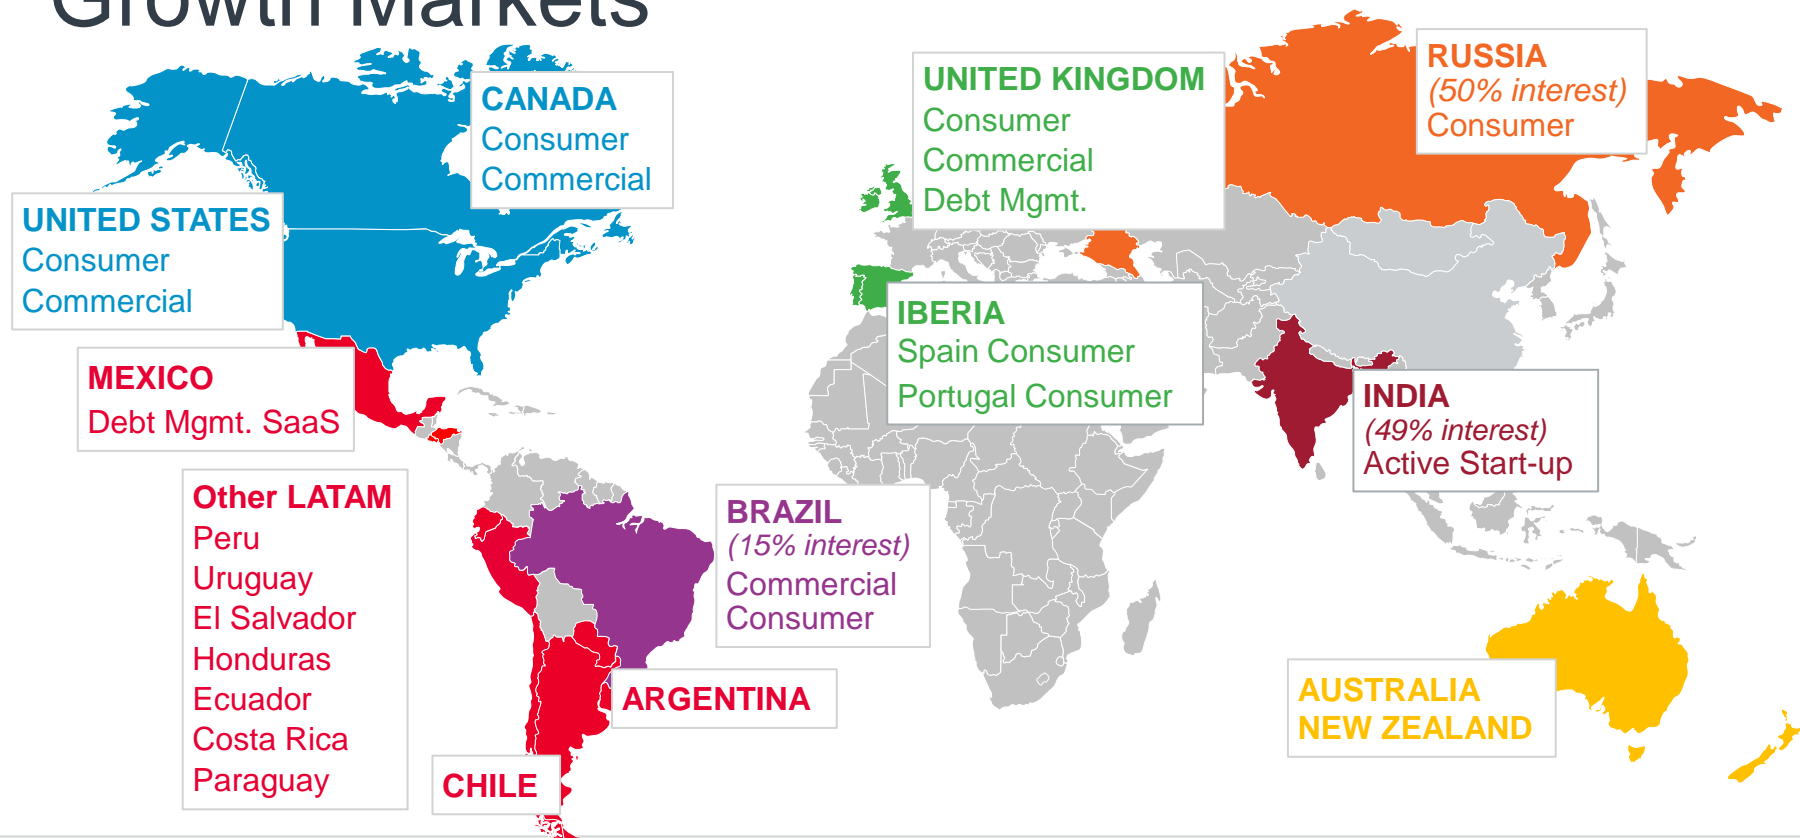 Growth Markets
CANADA
Consumer
Commercial
UNITED STATES
Consumer
Commercial
MEXICO
Debt Mgmt. SaaS
Other LATAM
Peru
Uruguay
El Salvador
Honduras
Ecuador
Costa Rica
Paraguay
CHILE
ARGENTINA
BRAZIL
(15% interest)
Commercial
Consumer
UNITED KINGDOM
Consumer
Commercial
Debt Mgmt.
IBERIA
Spain Consumer
Portugal Consumer
RUSSIA
(50% interest)
Consumer
INDIA
(49% interest)
Active Start-up
AUSTRALIA
NEW ZEALAND